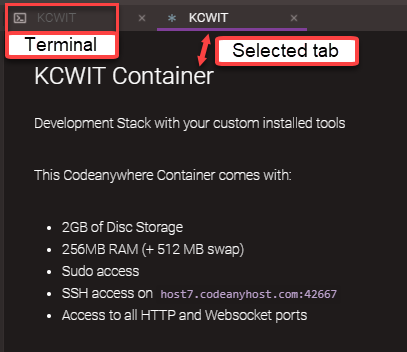 KCWIT
KCWIT
Terminal
Selected tab
KCWIT Container
Development Stack with your custom installed tools
This Codeanywhere Container comes with:
2GB of Disc Storage
256MB RAM (+ 512 MB swap)
Sudo access
SSH access on host7.codeanyhost.com:42667
Access to all HTTP and Websocket ports